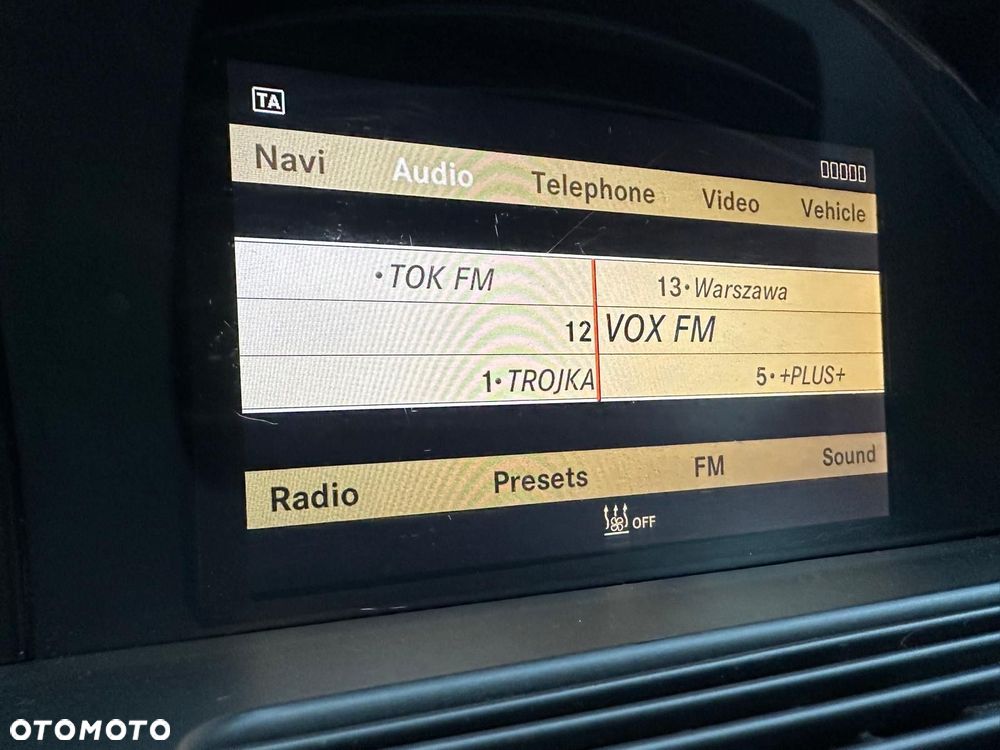 TA
Navi Audio Telephone Video Vehicle
•TOK FM 13•Warszawa
12 VOX FM
1•TROJKA 5•+PLUS+
Radio Presets FM Sound
OFF
OTOMOTO